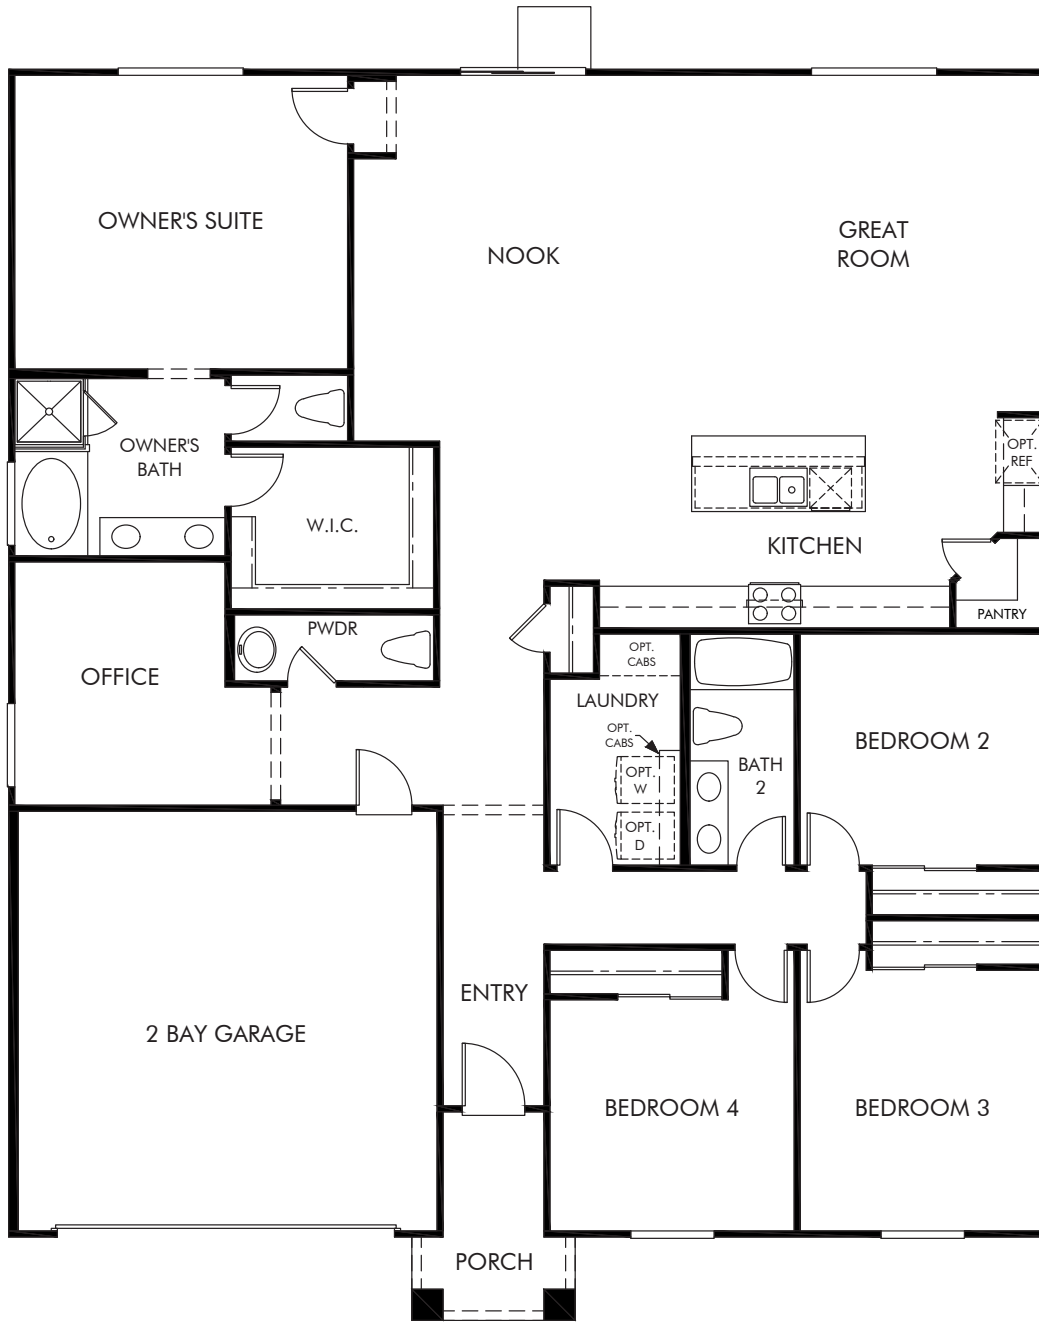 OWNER'S SUITE
NOOK
GREAT
ROOM
OWNER'S
BATH
OPT.
REF
W.I.C.
KITCHEN
PANTRY
PWDR
OFFICE
OPT.
CABS
LAUNDRY
OPT.
CABS
OPT.
W
OPT.
D
BATH
2
BEDROOM 2
ENTRY
2 BAY GARAGE
BEDROOM 4
BEDROOM 3
PORCH